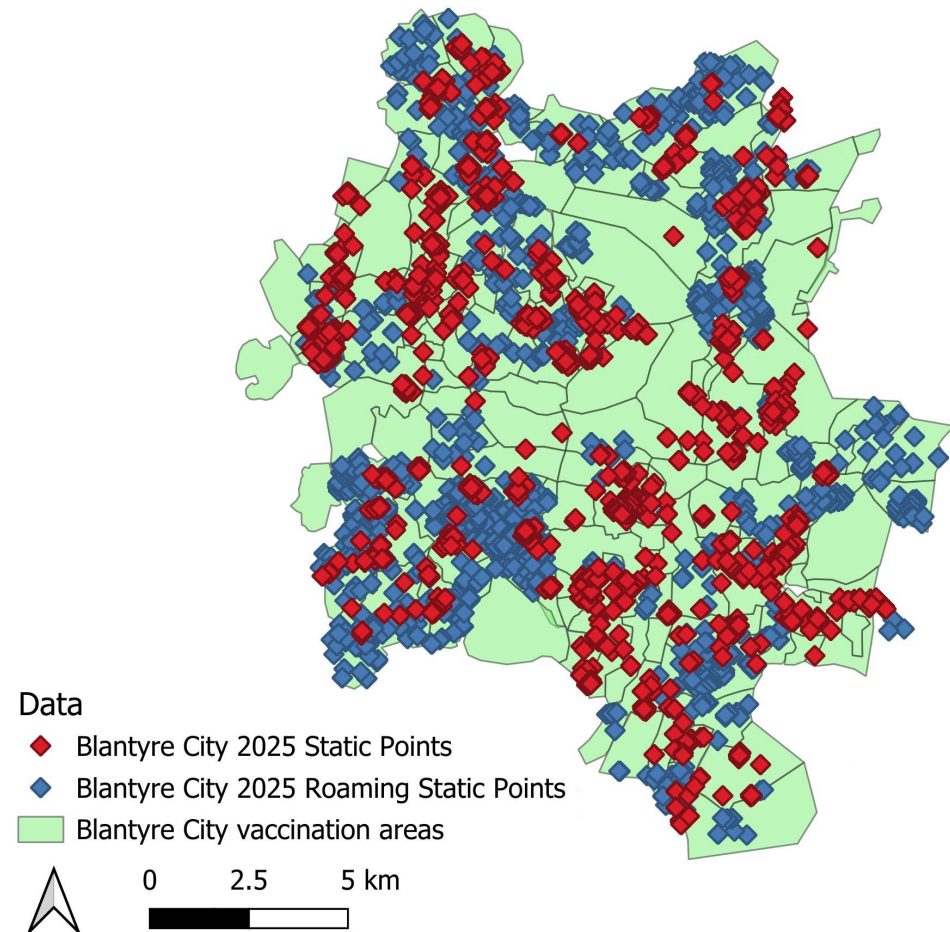 Data
Blantyre City 2025 Static Points
Blantyre City 2025 Roaming Static Points
Blantyre City vaccination areas
0 2.5 5 km